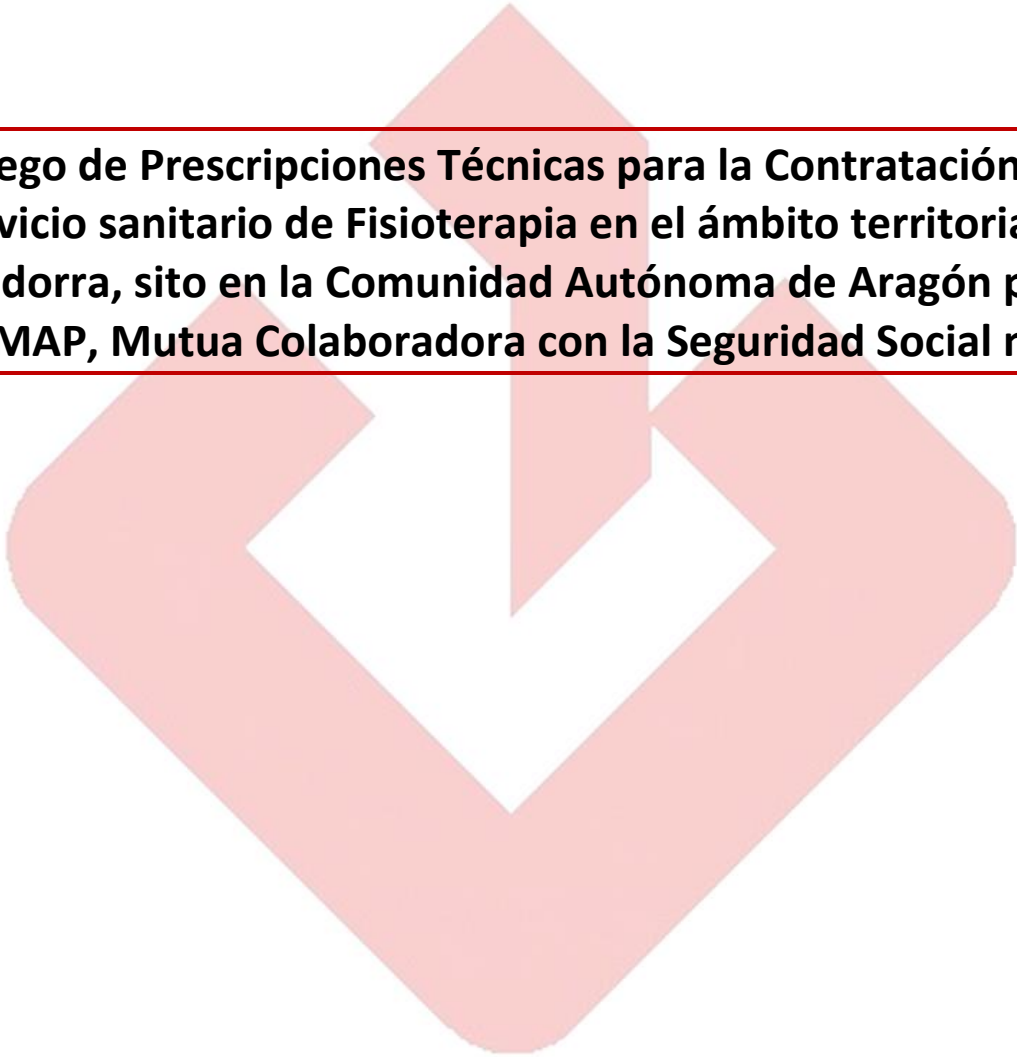 ego de Prescripciones Técnicas para la Contratación
vicio sanitario de Fisioterapia en el ámbito territoria
dorra, sito en la Comunidad Autónoma de Aragón p
MAP, Mutua Colaboradora con la Seguridad Social n